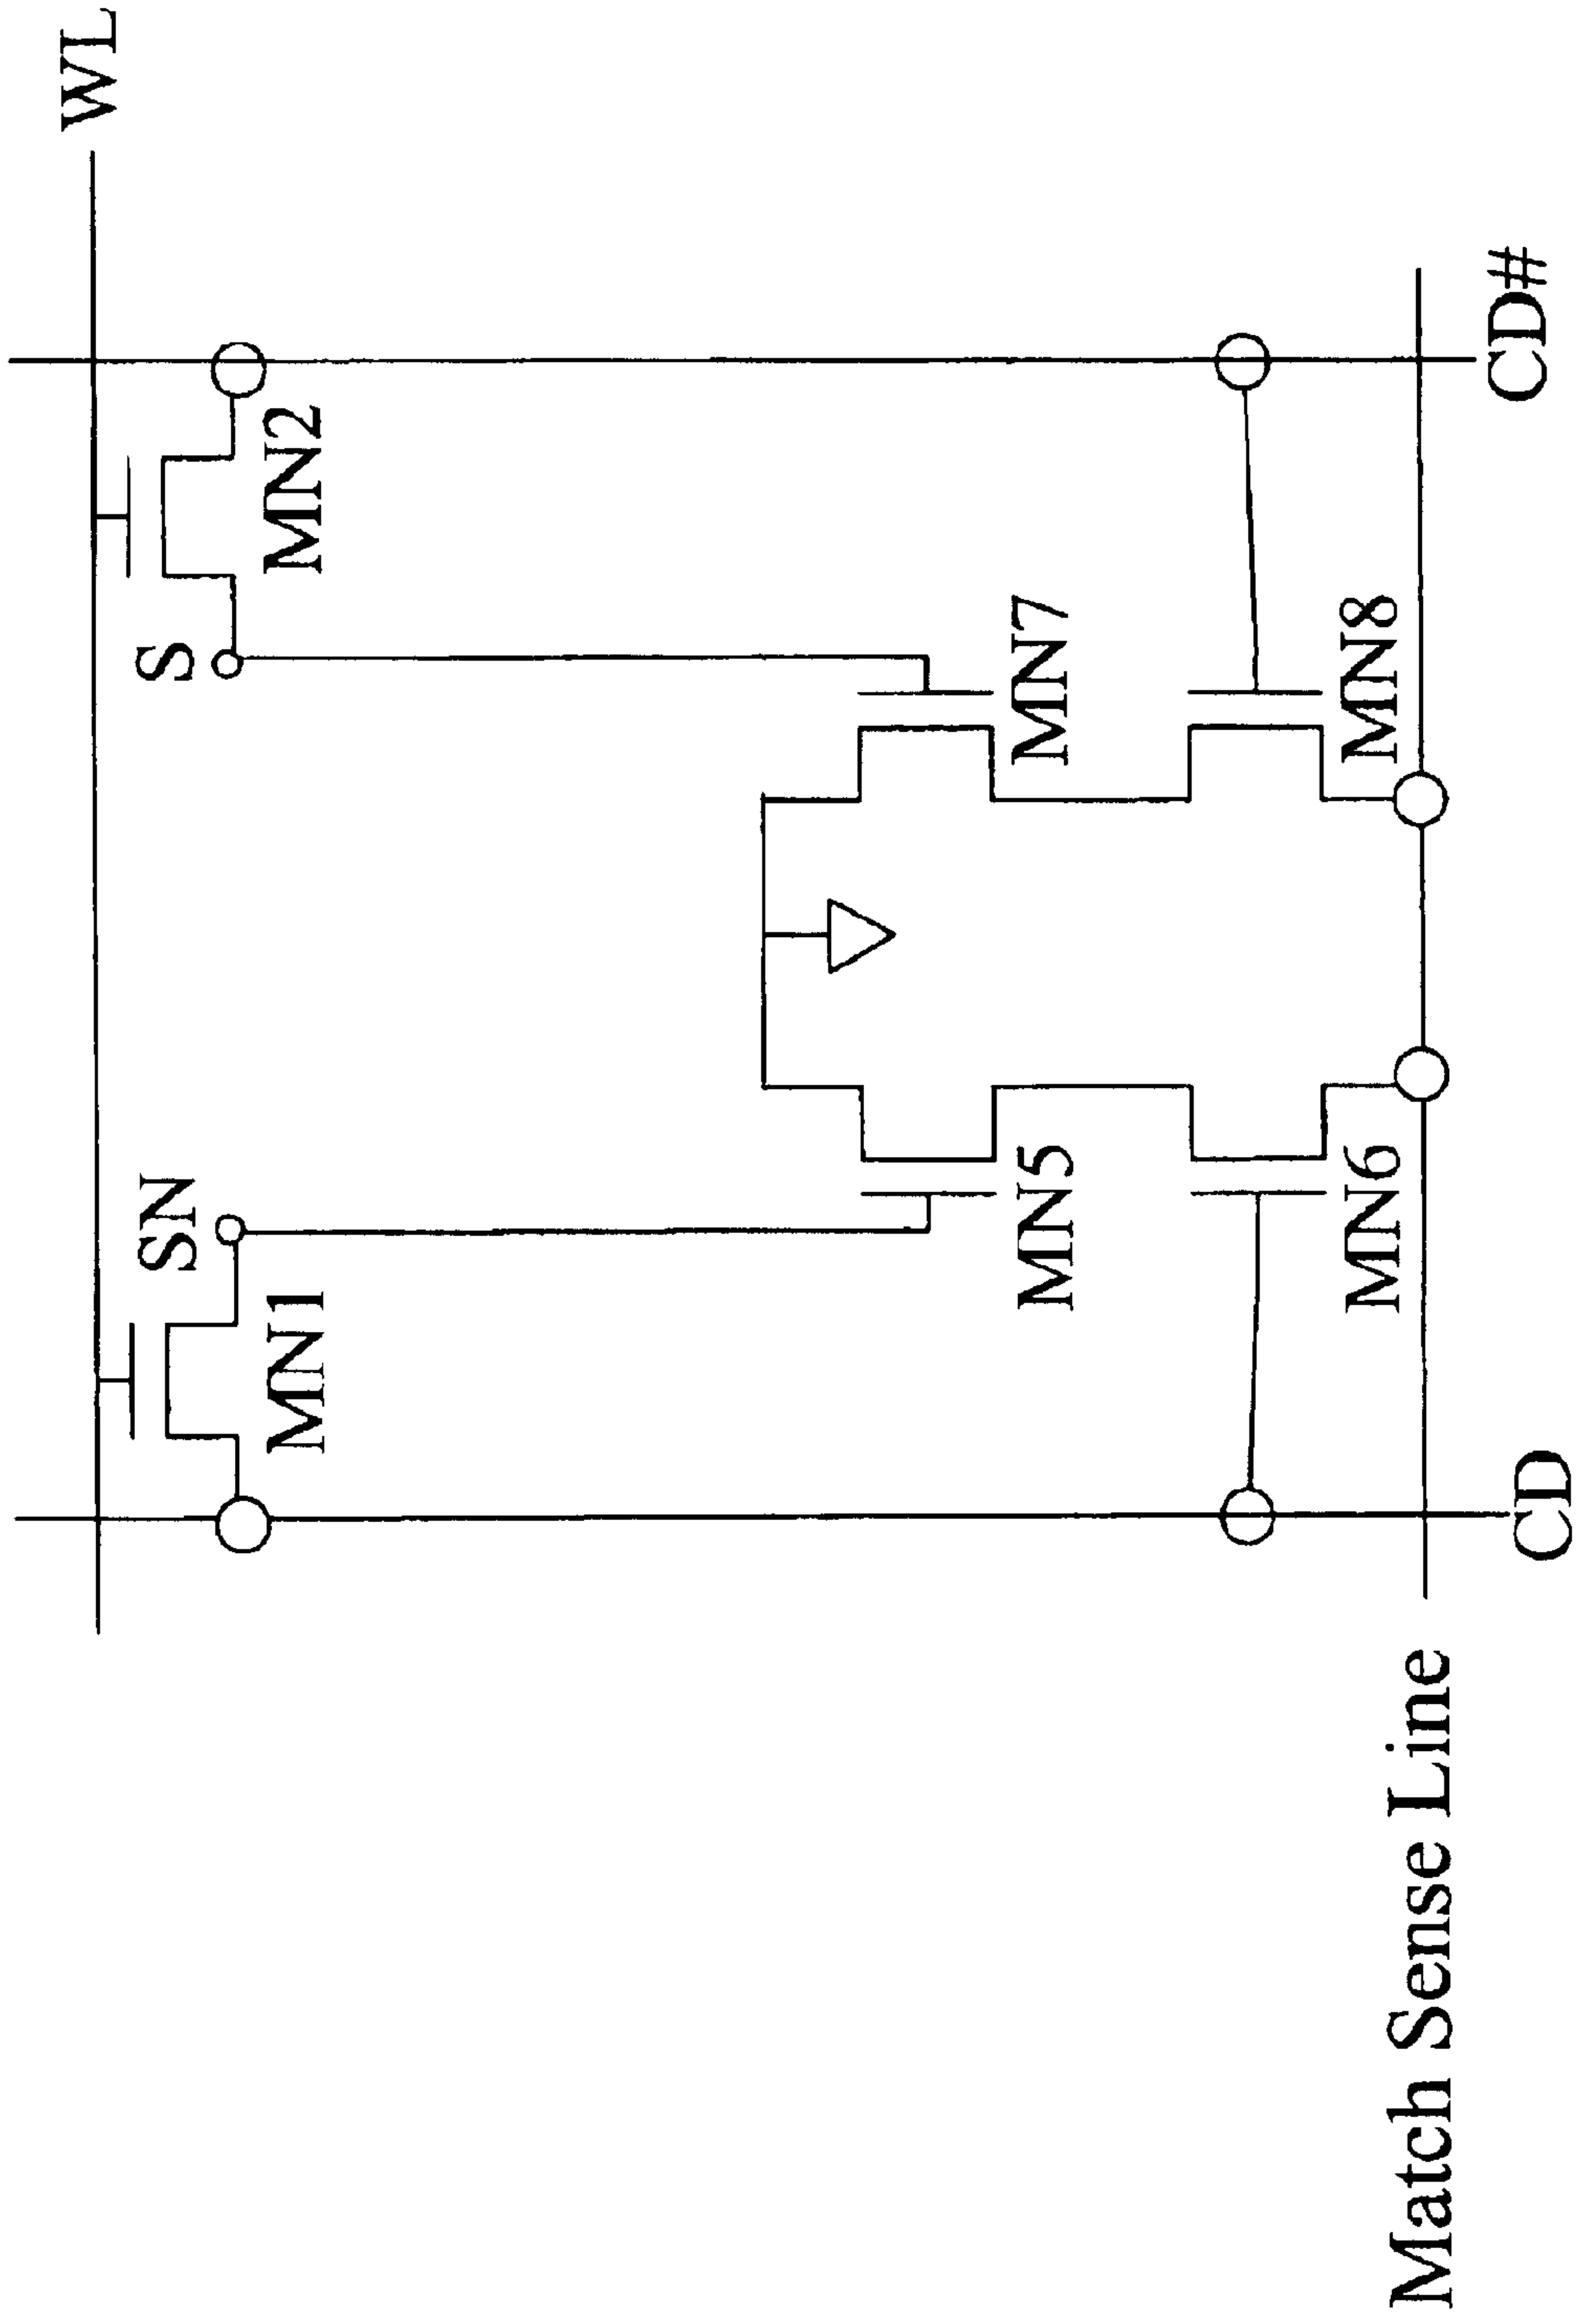 WL
SN
S
MN1
MN2
MN5
MN7
MN6
MN8
Match Sense Line
CD
CD#